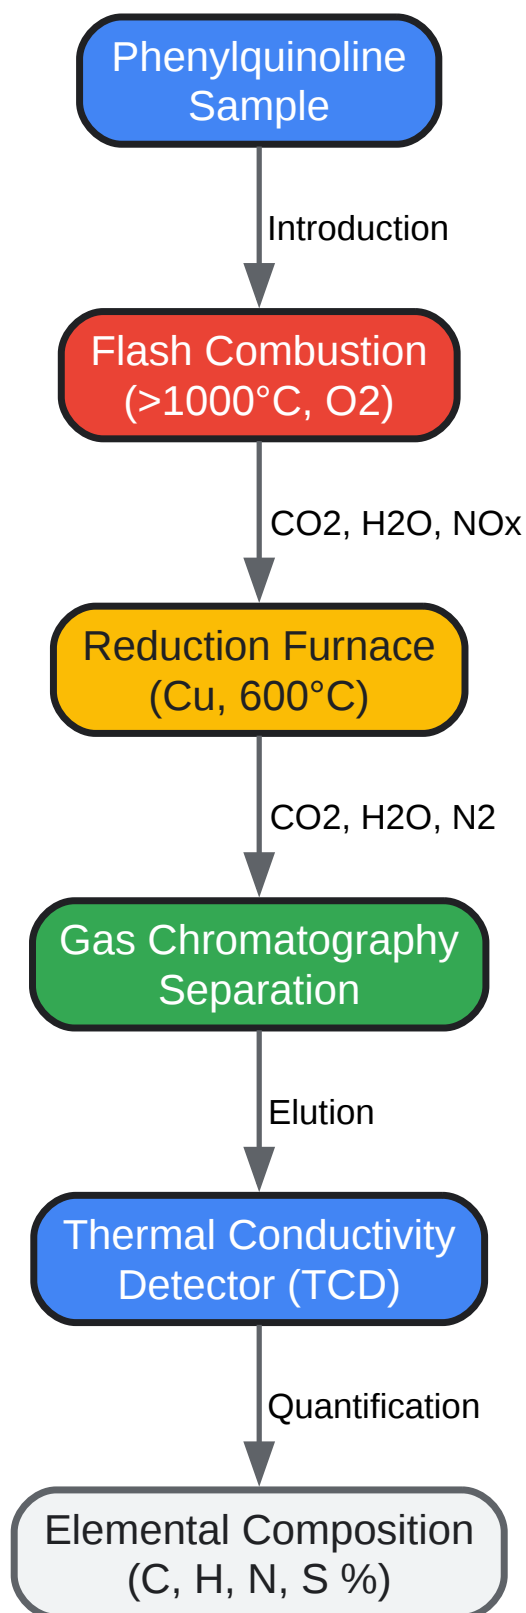 Phenylquinoline
Sample
Introduction
Flash Combustion
(>1000°C, O2)
CO2, H2O, NOx
Reduction Furnace
(Cu, 600°C)
CO2, H2O, N2
Gas Chromatography
Separation
Elution
Thermal Conductivity
Detector (TCD)
Quantification
Elemental Composition
(C, H, N, S %)